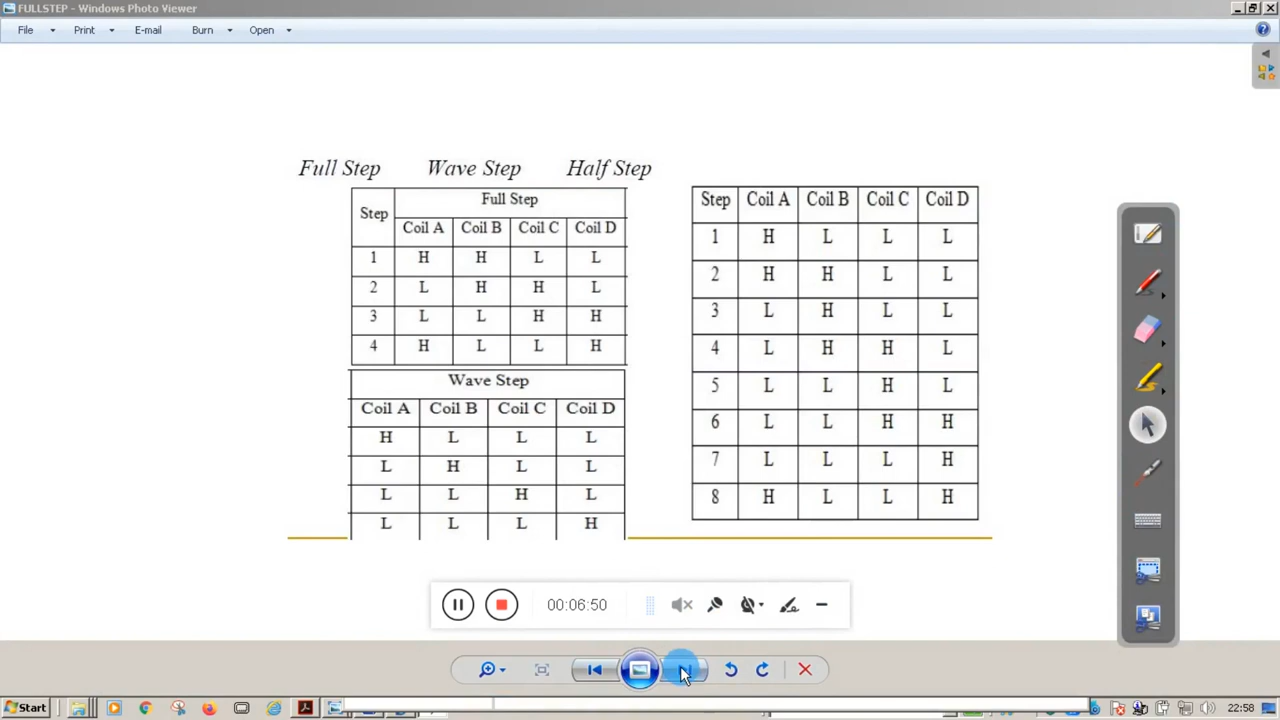 FULLSTEP - Windows Photo Viewer
File Print E-mail Burn Open
Full Step Wave Step Half Step
Step Full Step
Coil A Coil B Coil C Coil D
1 H H L L
2 L H H L
3 L L H H
4 H L L H
Wave Step
Coil A Coil B Coil C Coil D
H L L L
L H L L
L L H L
L L L H
Step Coil A Coil B Coil C Coil D
1 H L L L
2 H H L L
3 L H L L
4 L H H L
5 L L H L
6 L L H H
7 L L L H
8 H L L H
00:06:50
Start
22:58